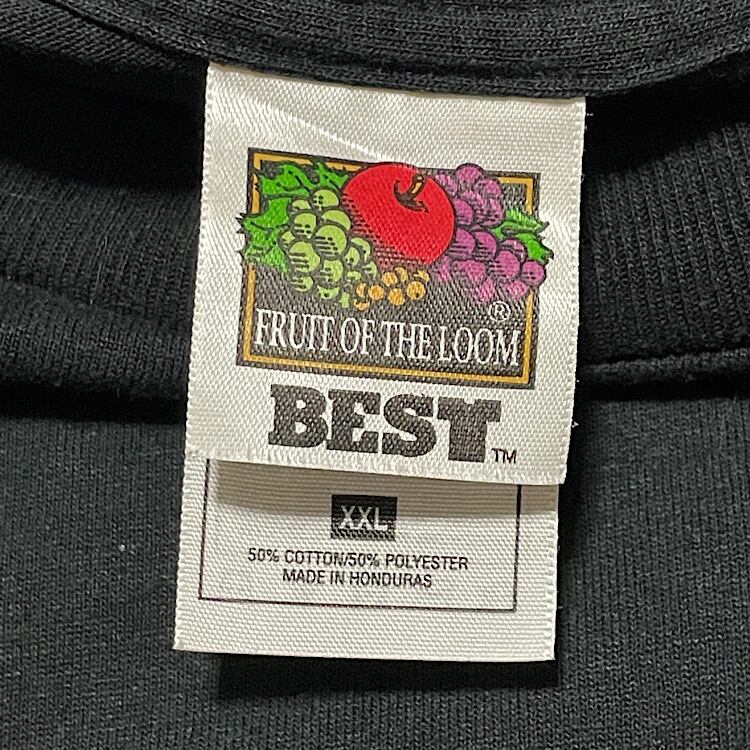 ®
FRUIT OF THE LOOM
BEST™
XXL
50% COTTON/50% POLYESTER
MADE IN HONDURAS